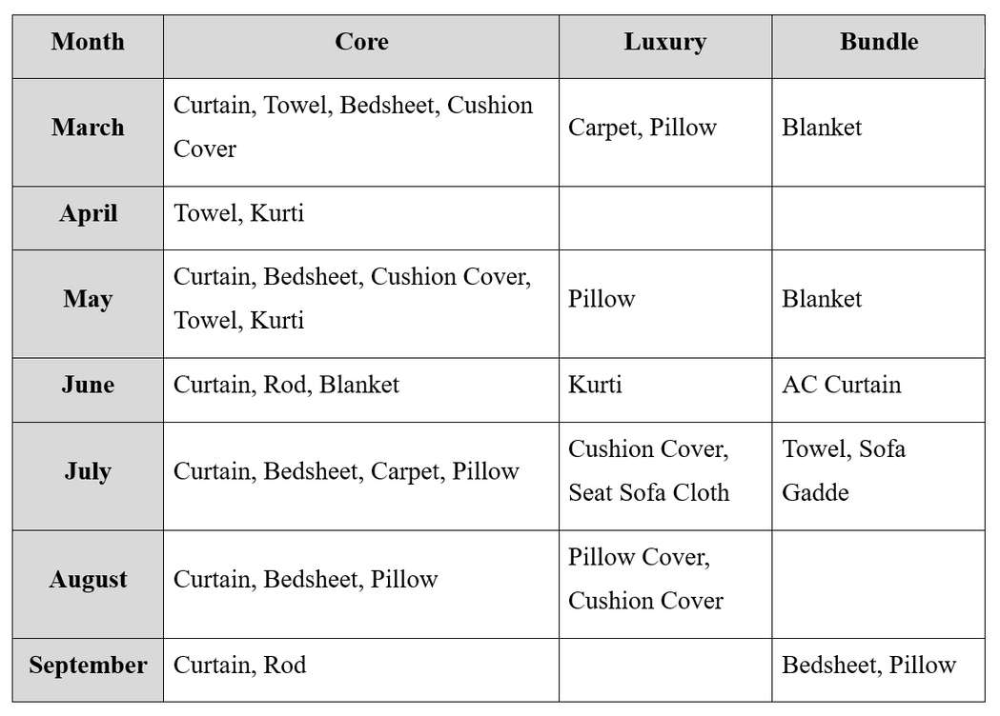 Month Core Luxury Bundle
March Curtain, Towel, Bedsheet, Cushion Cover Carpet, Pillow Blanket
April Towel, Kurti
May Curtain, Bedsheet, Cushion Cover, Towel, Kurti Pillow Blanket
June Curtain, Rod, Blanket Kurti AC Curtain
July Curtain, Bedsheet, Carpet, Pillow Cushion Cover, Seat Sofa Cloth Towel, Sofa Gadde
August Curtain, Bedsheet, Pillow Pillow Cover, Cushion Cover
September Curtain, Rod Bedsheet, Pillow